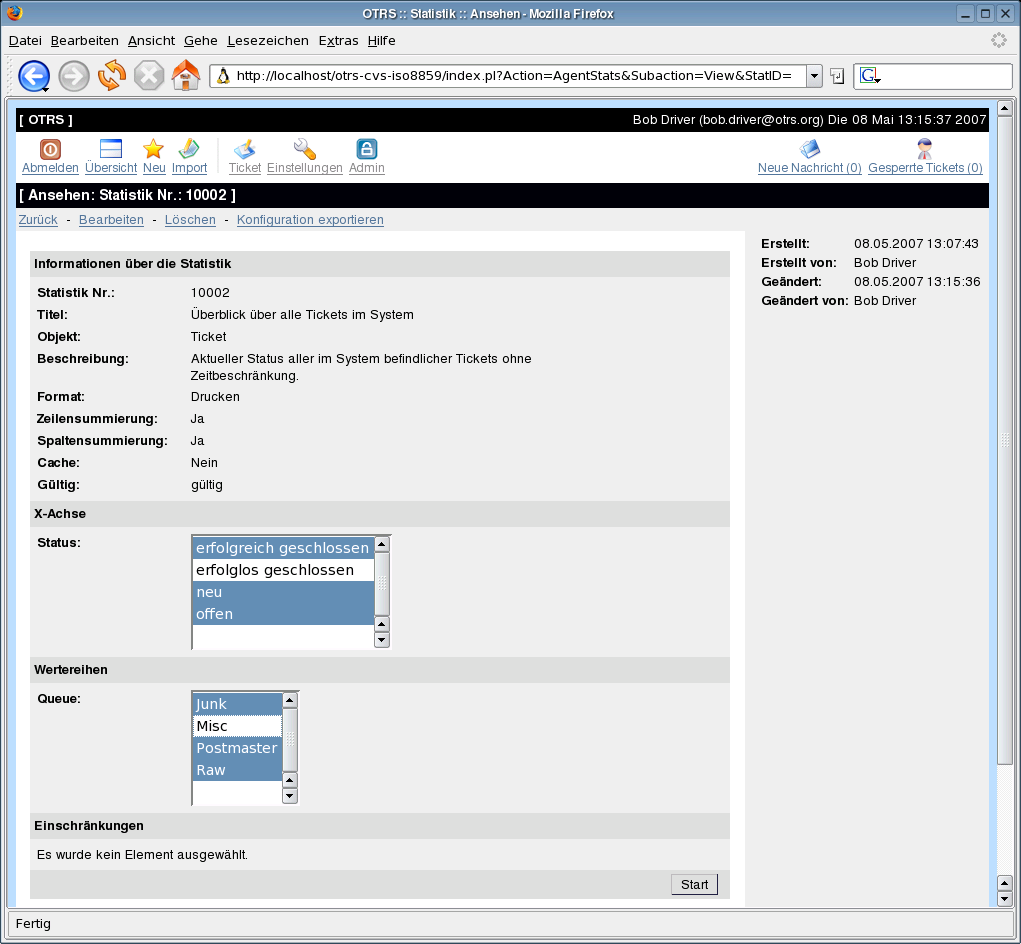 OTRS :: Statistik :: Ansehen - Mozilla Firefox
Datei Bearbeiten Ansicht Gehe Lesezeichen Extras Hilfe
http://localhost/otrs-cvs-iso8859/index.pl?Action=AgentStats&Subaction=View&StatID=
G
[ OTRS ] Bob Driver (bob.driver@otrs.org) Die 08 Mai 13:15:37 2007
Abmelden Übersicht Neu Import Ticket Einstellungen Admin Neue Nachricht (0) Gesperrte Tickets (0)
[ Ansehen: Statistik Nr.: 10002 ]
Zurück - Bearbeiten - Löschen - Konfiguration exportieren
Erstellt: 08.05.2007 13:07:43
Erstellt von: Bob Driver
Geändert: 08.05.2007 13:15:36
Geändert von: Bob Driver
Informationen über die Statistik
Statistik Nr.: 10002
Titel: Überblick über alle Tickets im System
Objekt: Ticket
Beschreibung: Aktueller Status aller im System befindlicher Tickets ohne
Zeitbeschränkung.
Format: Drucken
Zeilensummierung: Ja
Spaltensummierung: Ja
Cache: Nein
Gültig: gültig
X-Achse
Status: erfolgreich geschlossen
erfolglos geschlossen
neu
offen
Wertereihen
Queue: Junk
Misc
Postmaster
Raw
Einschränkungen
Es wurde kein Element ausgewählt.
Start
Fertig